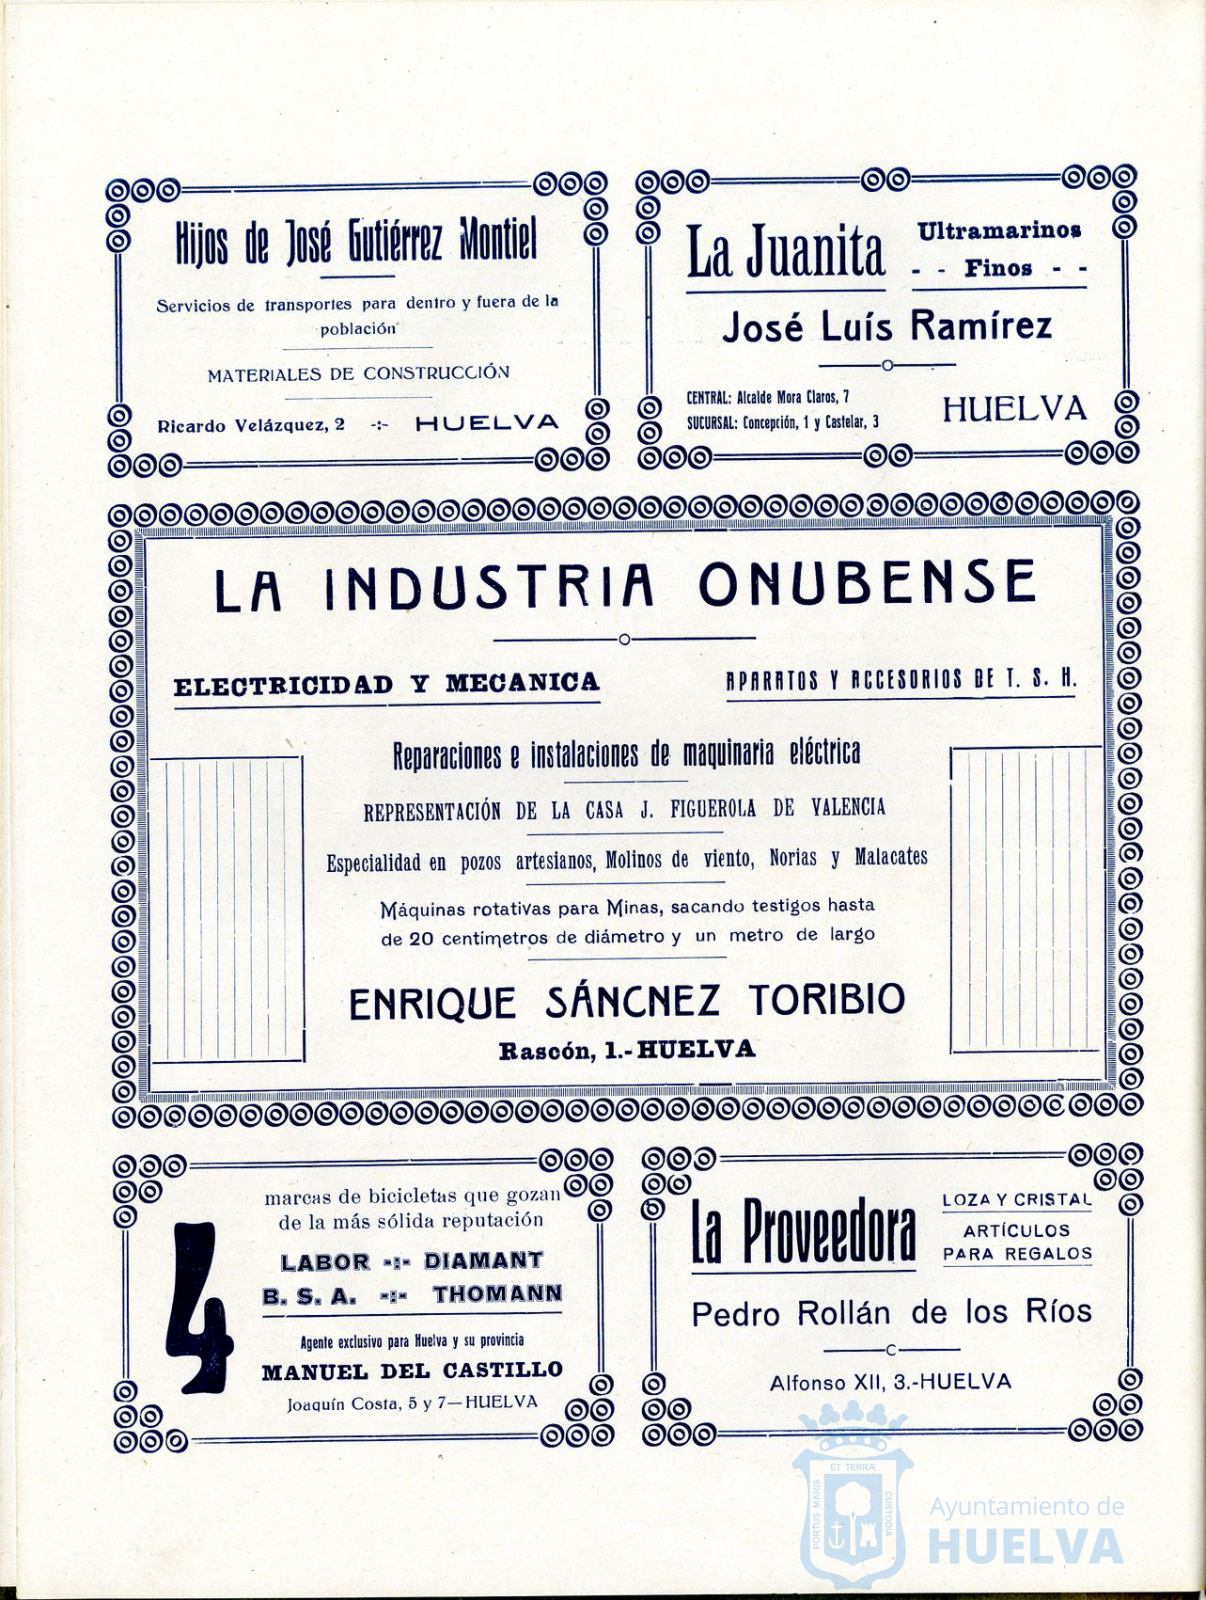 Hijos de José Gutiérrez Montiel
Servicios de transportes para dentro y fuera de la
población
MATERIALES DE CONSTRUCCIÓN
Ricardo Velázquez, 2 -:- HUELVA
La Juanita
Ultramarinos
- - Finos - -
José Luís Ramírez
CENTRAL: Alcalde Mora Claros, 7
SUCURSAL: Concepción, 1 y Castelar, 3
HUELVA
LA INDUSTRIA ONUBENSE
ELECTRICIDAD Y MECANICA
APARATOS Y ACCESORIOS DE T. S. H.
Reparaciones e instalaciones de maquinaria eléctrica
REPRESENTACIÓN DE LA CASA J. FIGUEROLA DE VALENCIA
Especialidad en pozos artesianos, Molinos de viento, Norias y Malacates
Máquinas rotativas para Minas, sacando testigos hasta
de 20 centímetros de diámetro y un metro de largo
ENRIQUE SÁNCNEZ TORIBIO
Rascón, 1.-HUELVA
4
marcas de bicicletas que gozan
de la más sólida reputación
LABOR -:- DIAMANT
B. S. A. -:- THOMANN
Agente exclusivo para Huelva y su provincia
MANUEL DEL CASTILLO
Joaquín Costa, 5 y 7—HUELVA
La Proveedora
LOZA Y CRISTAL
ARTÍCULOS
PARA REGALOS
Pedro Rollán de los Ríos
Alfonso XII, 3.-HUELVA
PORTUS MARIS
ET TERRÆ
CUSTODIA
Ayuntamiento de
HUELVA